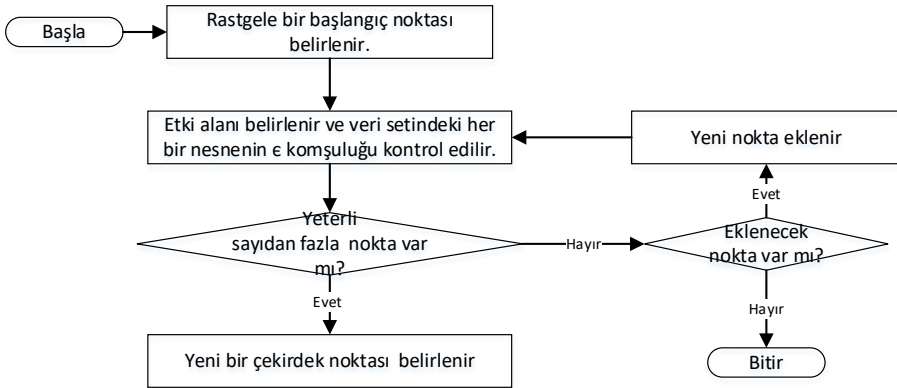 Başla
Rastgele bir başlangıç noktası
belirlenir.
Etki alanı belirlenir ve veri setindeki her
bir nesnenin є komşuluğu kontrol edilir.
Yeni nokta eklenir
Evet
Yeterli
sayıdan fazla nokta var
mı?
Hayır
Eklenecek
nokta var mı?
Evet
Hayır
Yeni bir çekirdek noktası belirlenir
Bitir